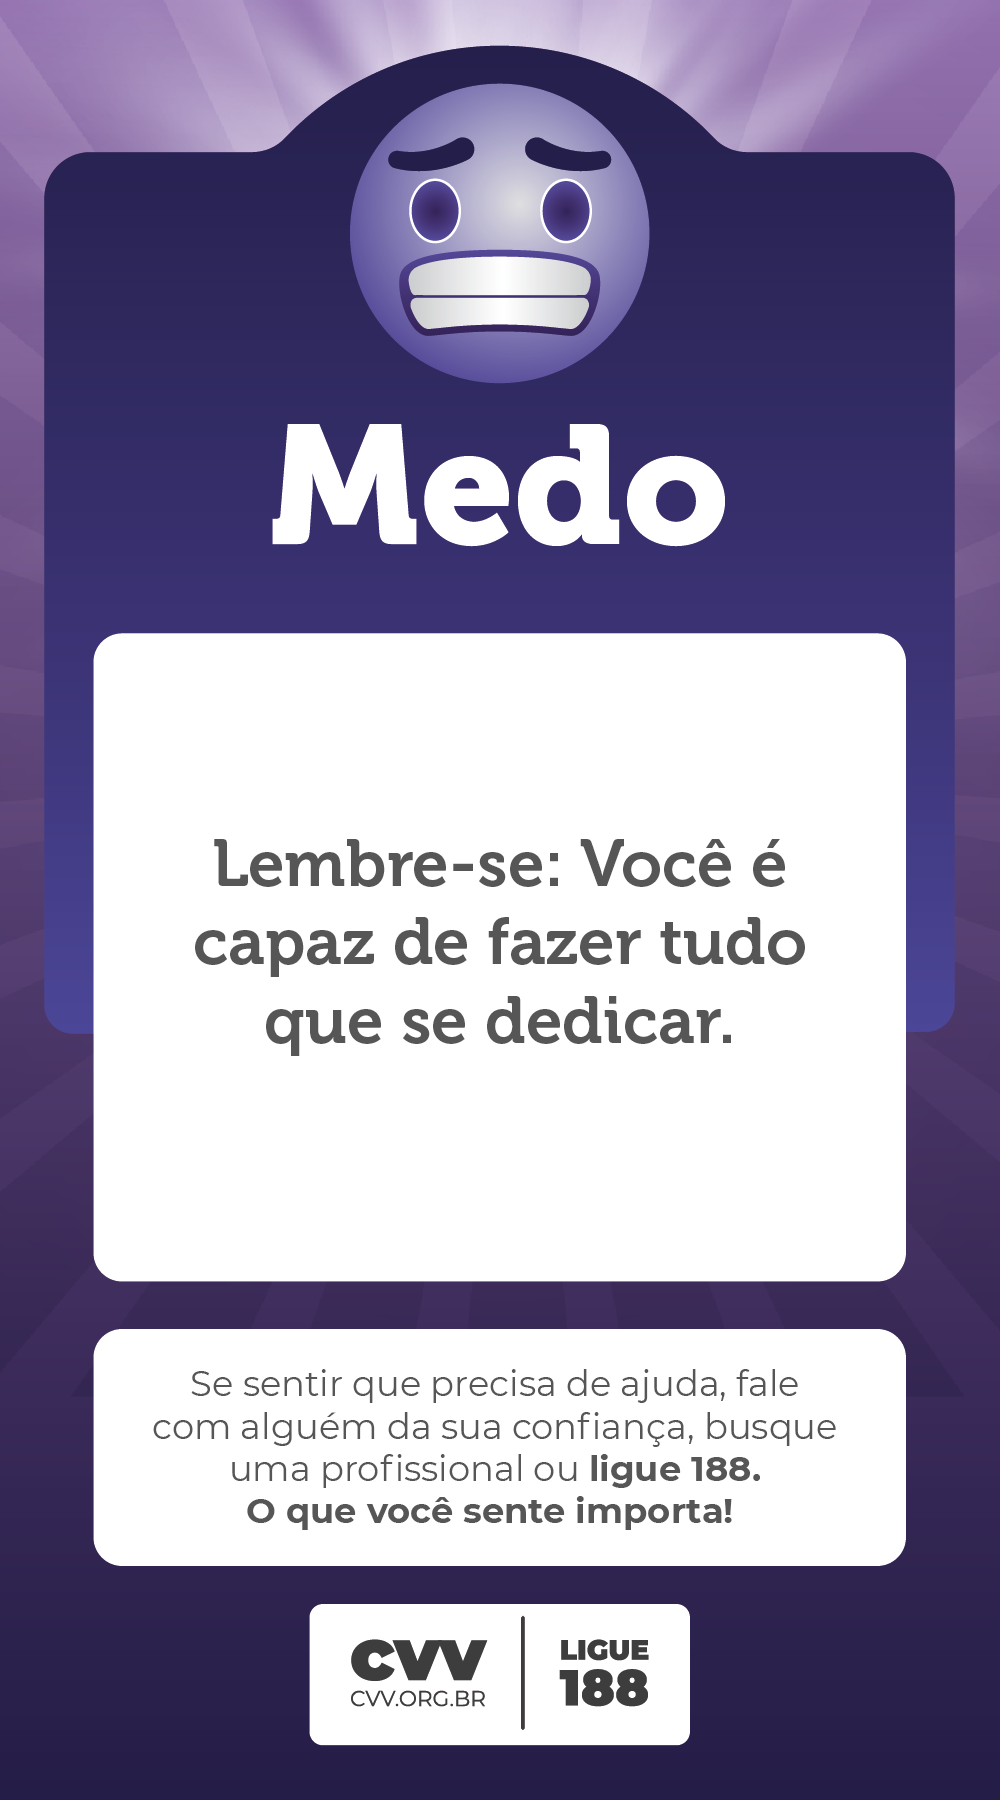 Medo
Lembre-se: Você é
capaz de fazer tudo
que se dedicar.
Se sentir que precisa de ajuda, fale
com alguém da sua confiança, busque
uma profissional ou ligue 188.
O que você sente importa!
CVV
CVV.ORG.BR
LIGUE
188